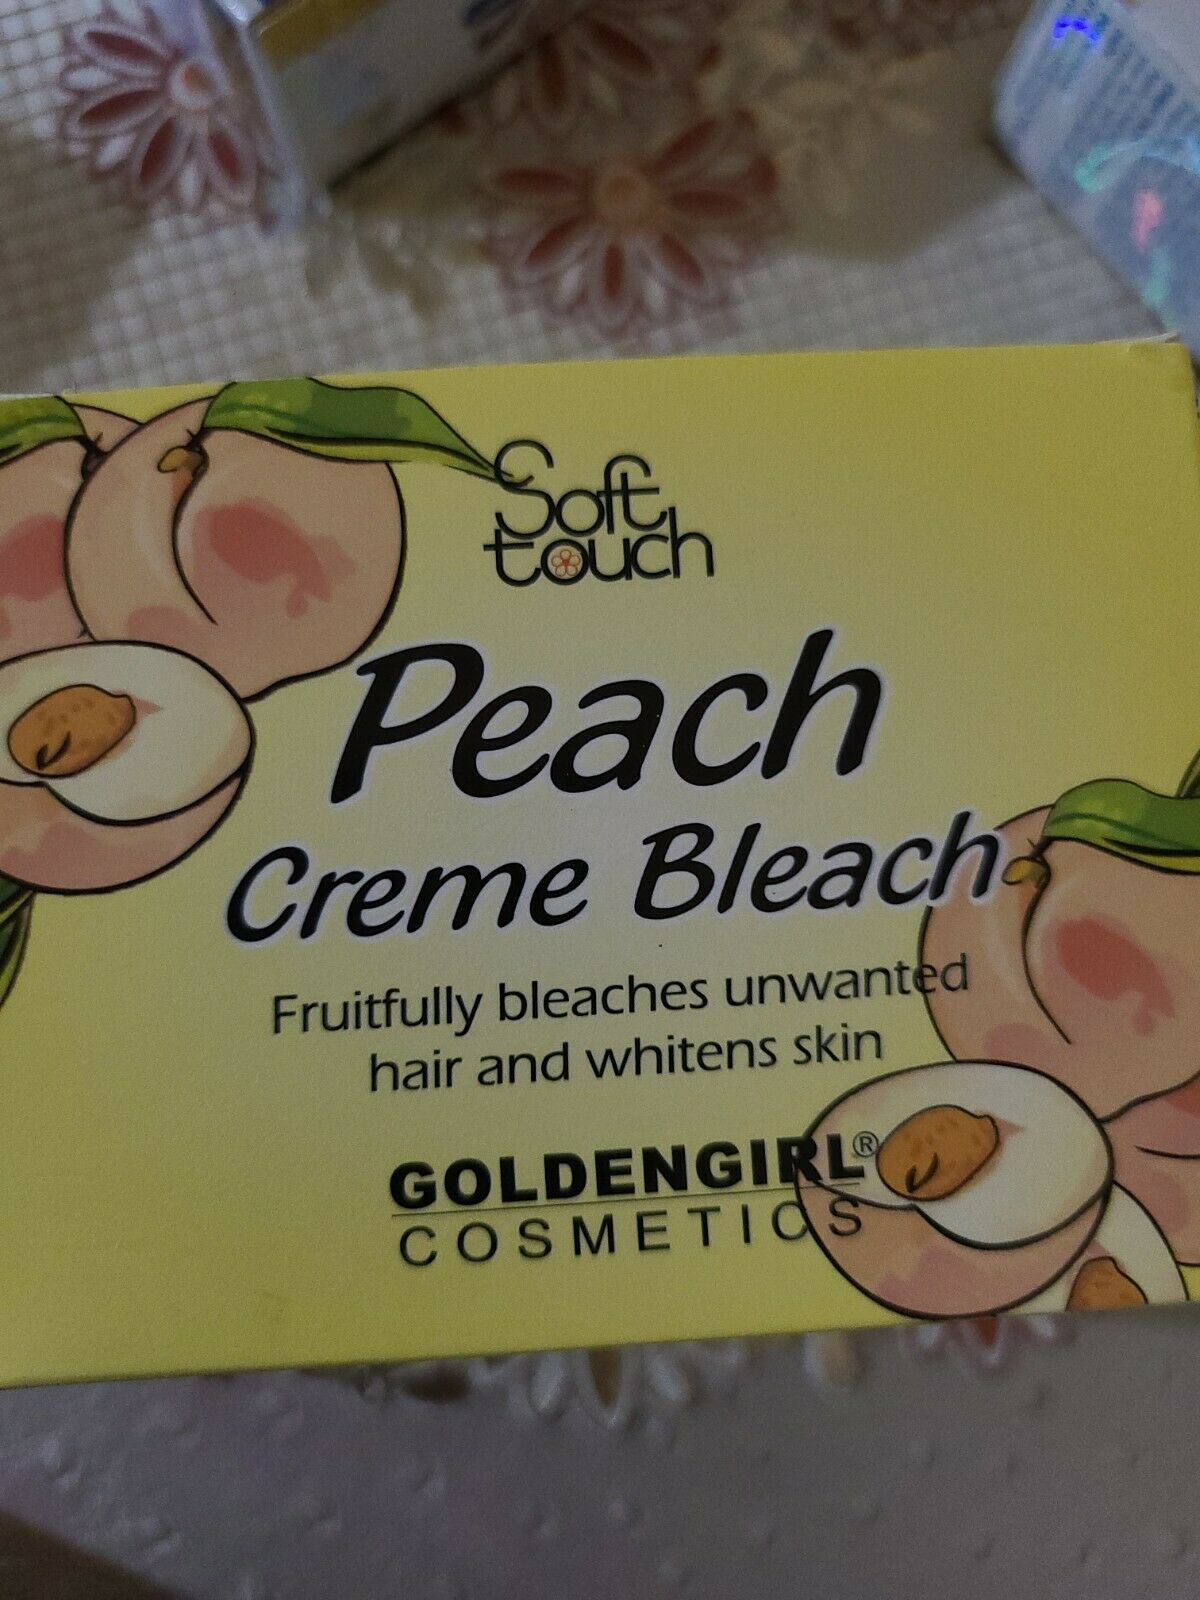 Soft
touch
Peach
Creme Bleach
Fruitfully bleaches unwanted
hair and whitens skin
GOLDENGIRL®
COSMETICS